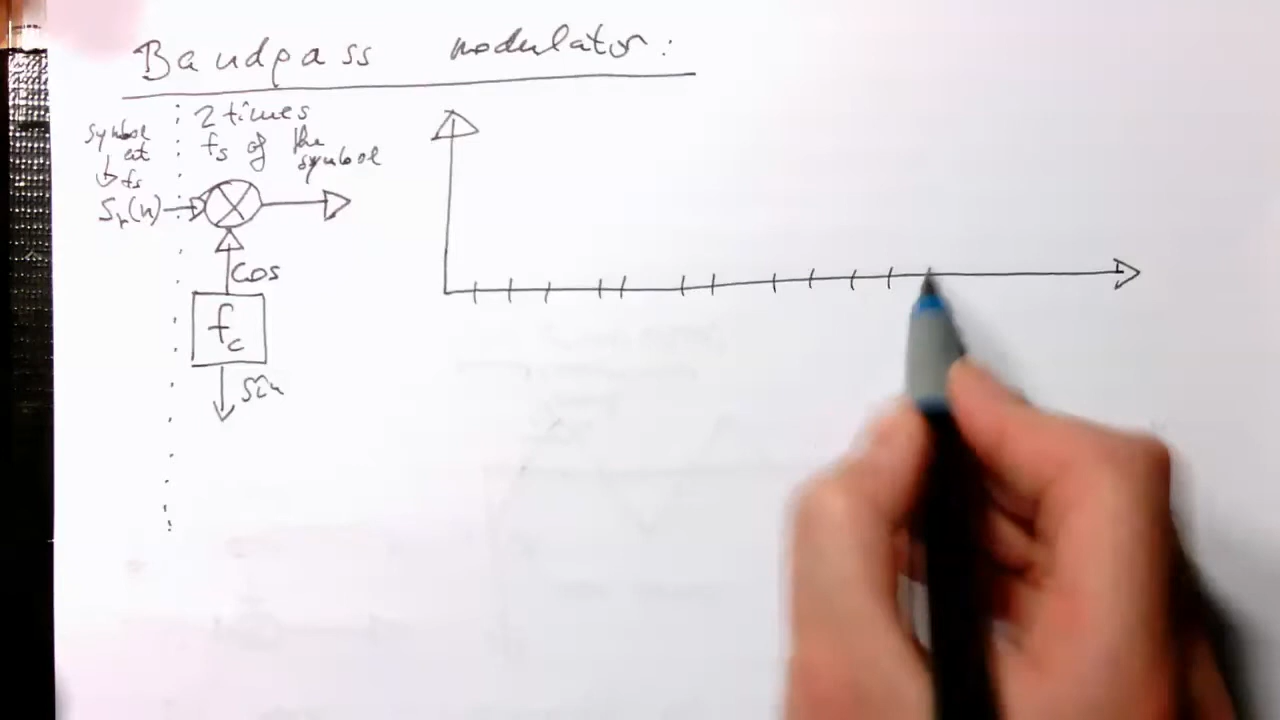 Bandpass modulator:
2 times
symbol
at
fs
fs of the
symbol
Sr(n)
cos
fc
sin